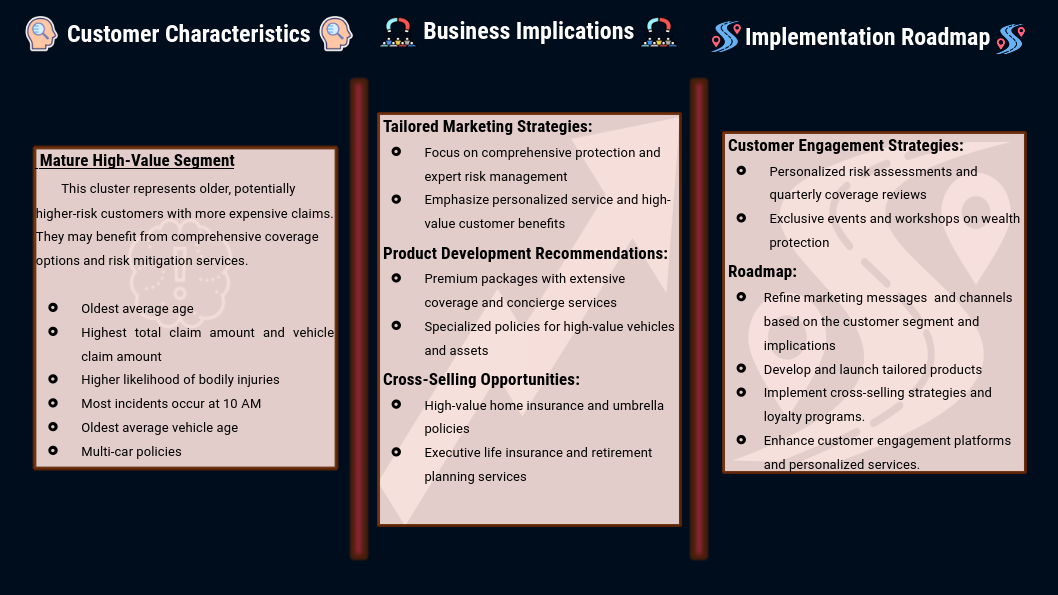 Customer Characteristics
Mature High-Value Segment
This cluster represents older, potentially
higher-risk customers with more expensive claims.
They may benefit from comprehensive coverage
options and risk mitigation services.
Oldest average age
Highest total claim amount and vehicle
claim amount
Higher likelihood of bodily injuries
Most incidents occur at 10 AM
Oldest average vehicle age
Multi-car policies
Business Implications
Tailored Marketing Strategies:
Focus on comprehensive protection and
expert risk management
Emphasize personalized service and high-
value customer benefits
Product Development Recommendations:
Premium packages with extensive
coverage and concierge services
Specialized policies for high-value vehicles
and assets
Cross-Selling Opportunities:
High-value home insurance and umbrella
policies
Executive life insurance and retirement
planning services
Implementation Roadmap
Customer Engagement Strategies:
Personalized risk assessments and
quarterly coverage reviews
Exclusive events and workshops on wealth
protection
Roadmap:
Refine marketing messages  and channels
based on the customer segment and
implications
Develop and launch tailored products
Implement cross-selling strategies and
loyalty programs.
Enhance customer engagement platforms
and personalized services.